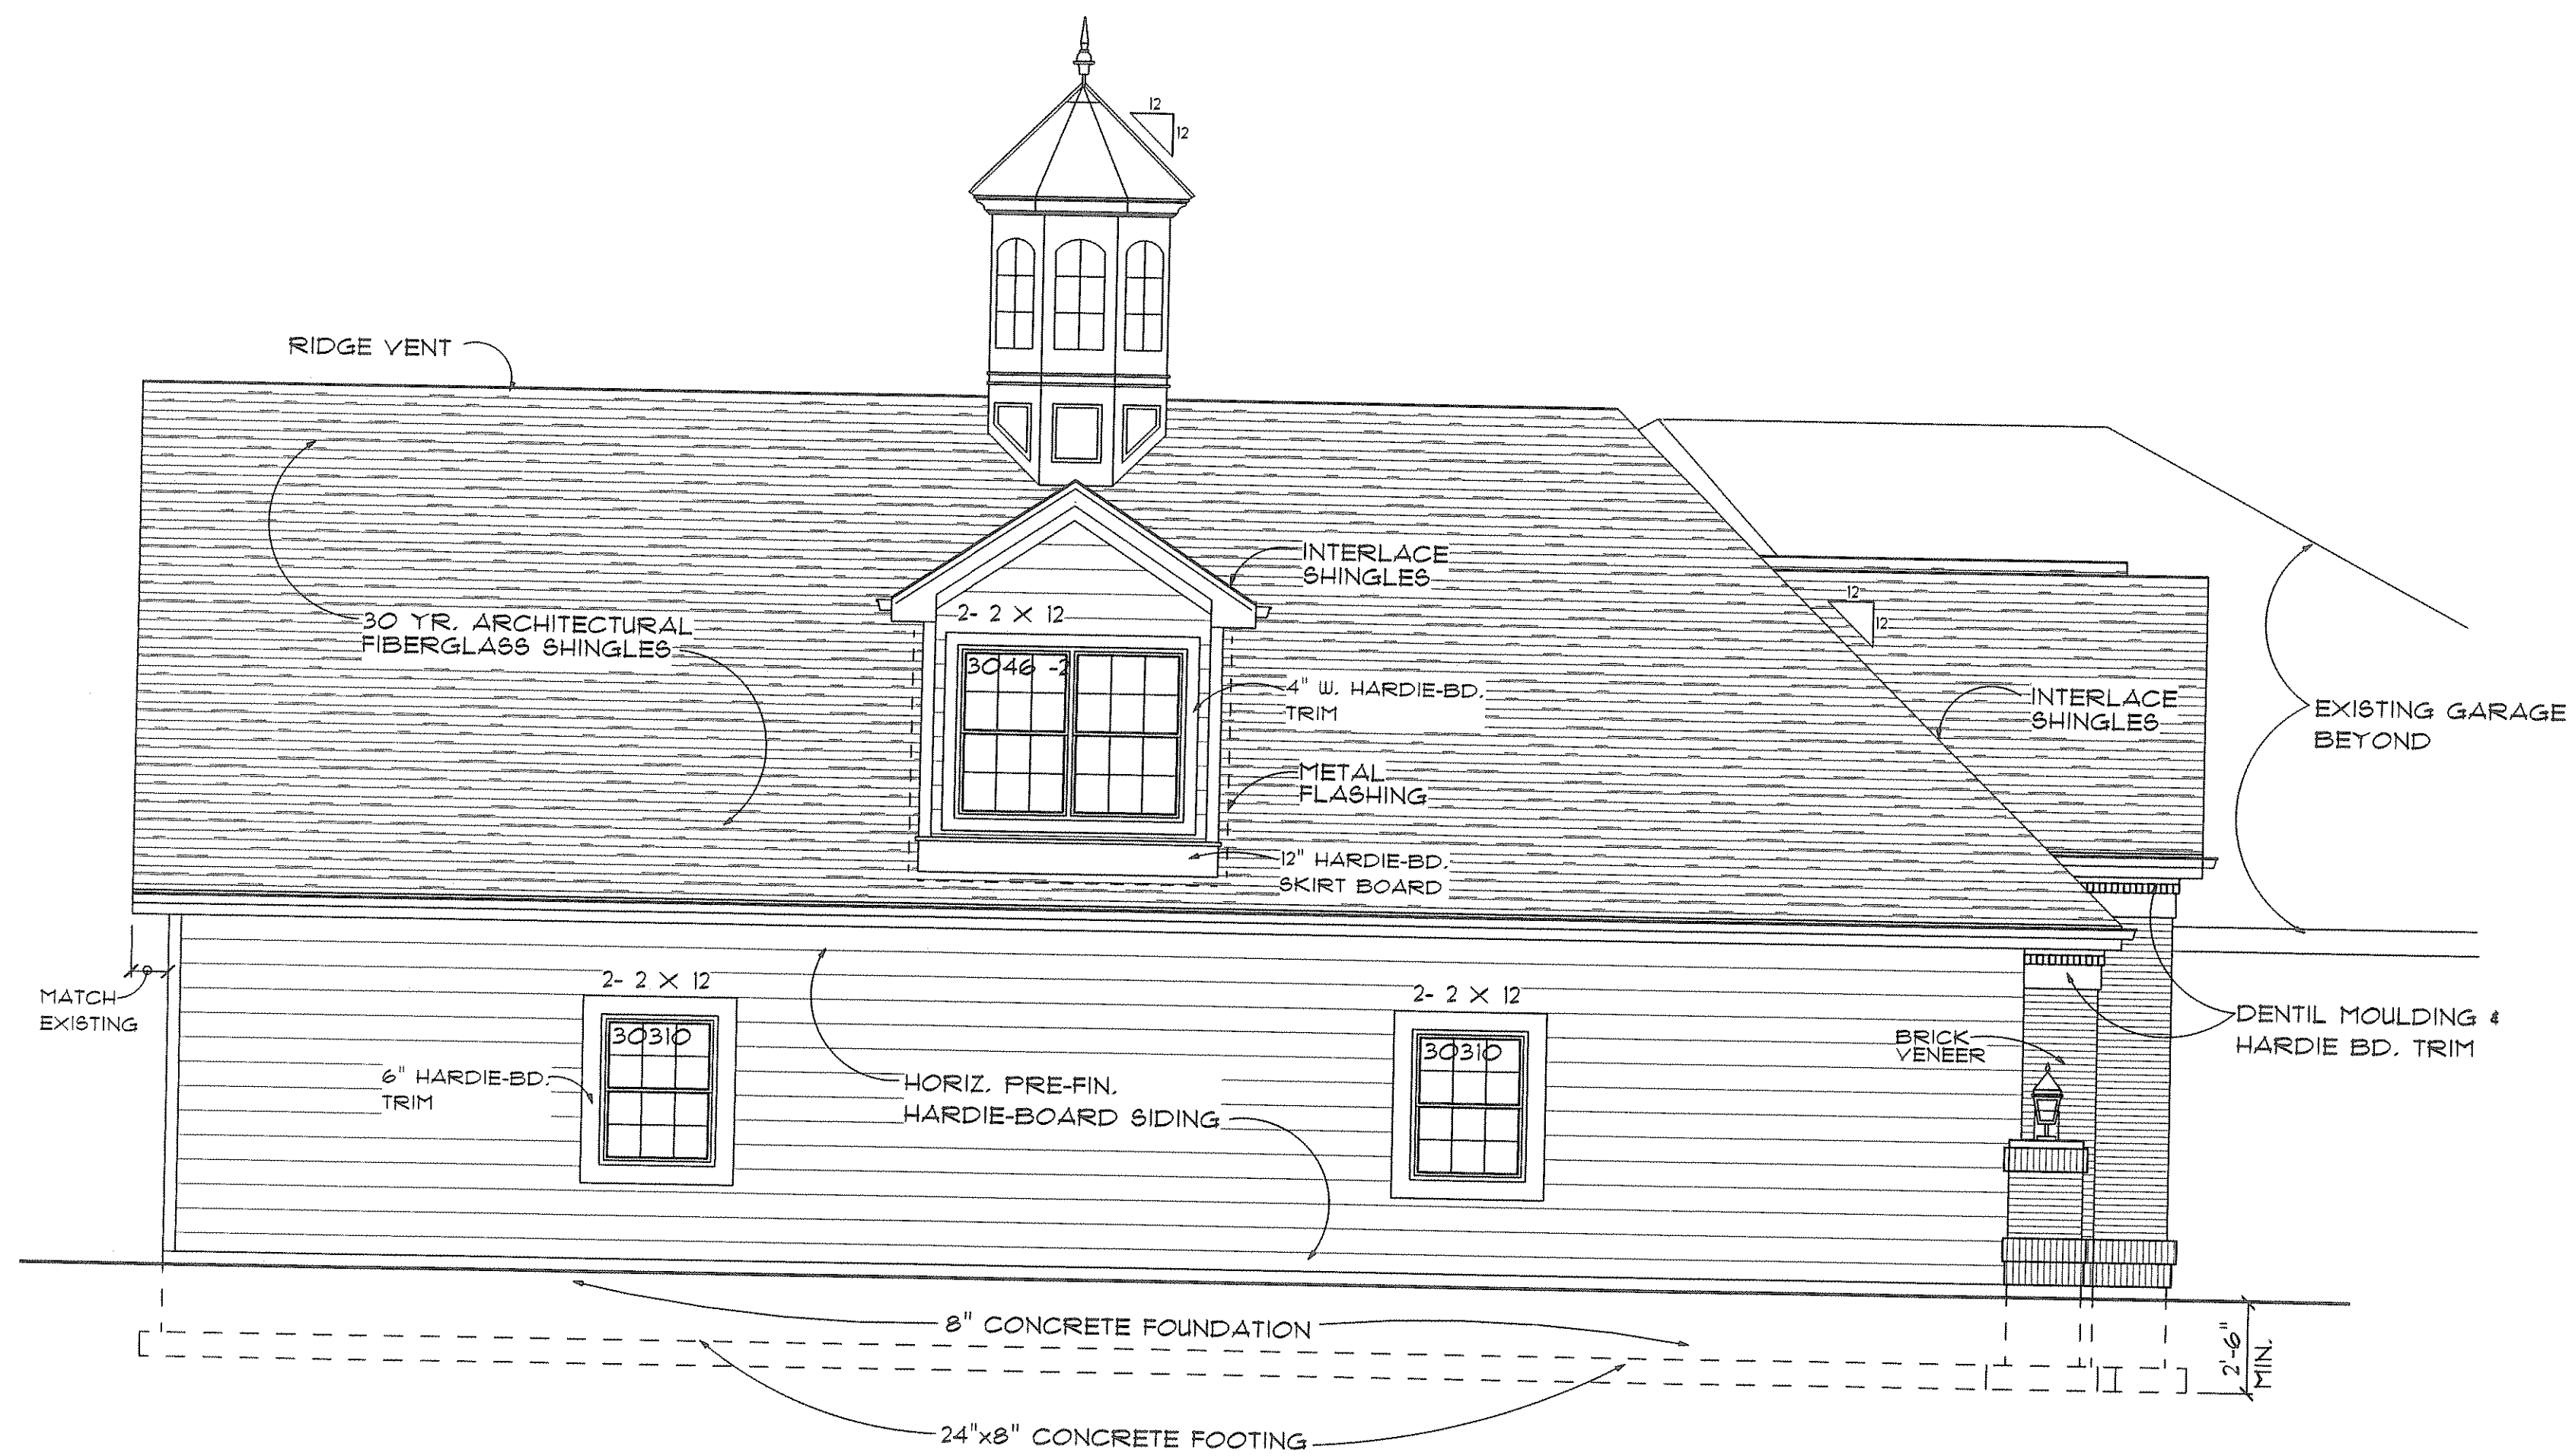 12
12
RIDGE VENT
INTERLACE
SHINGLES
12
12
2- 2 X 12
30 YR. ARCHITECTURAL
FIBERGLASS SHINGLES
3046 -2
4" W. HARDIE-BD.
TRIM
INTERLACE
SHINGLES
EXISTING GARAGE
BEYOND
METAL
FLASHING
12" HARDIE-BD.
SKIRT BOARD
MATCH
EXISTING
2- 2 X 12
2- 2 X 12
30310
30310
DENTIL MOULDING &
HARDIE BD. TRIM
BRICK
VENEER
6" HARDIE-BD.
TRIM
HORIZ. PRE-FIN.
HARDIE-BOARD SIDING
8" CONCRETE FOUNDATION
2'-6"
MIN.
24"x8" CONCRETE FOOTING